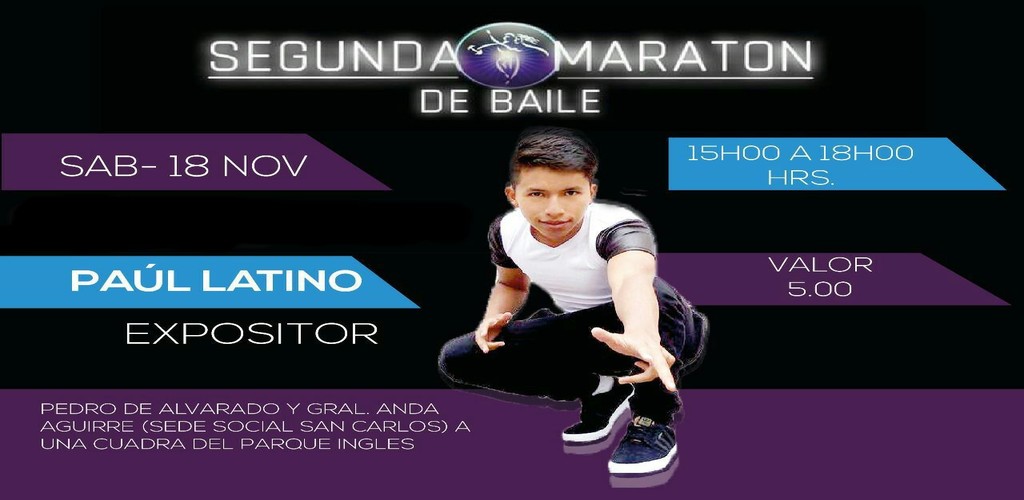 SEGUNDA MARATON
DE BAILE
SAB- 18 NOV
15H00 A 18H00
HRS.
PAÚL LATINO
EXPOSITOR
VALOR
5.00
PEDRO DE ALVARADO Y GRAL. ANDA
AGUIRRE (SEDE SOCIAL SAN CARLOS) A
UNA CUADRA DEL PARQUE INGLES